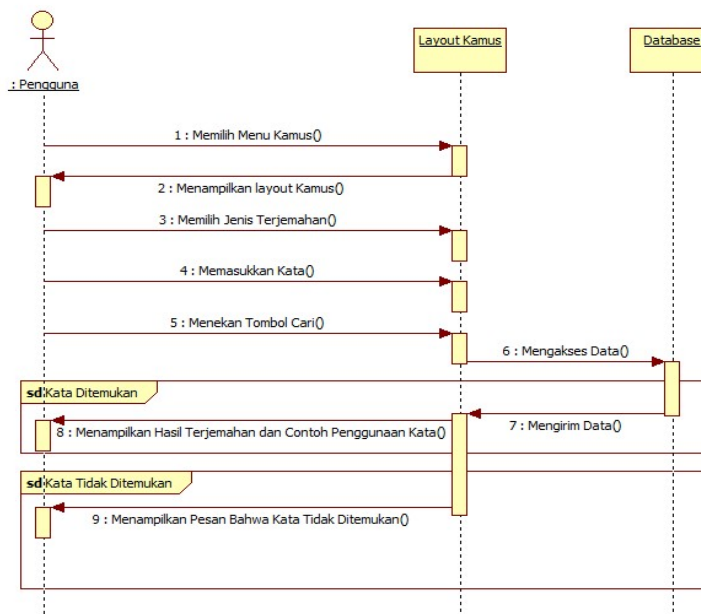 Layout Kamus
Database
: Pengguna
1 : Memilih Menu Kamus()
2 : Menampilkan layout Kamus()
3 : Memilih Jenis Terjemahan()
4 : Memasukkan Kata()
5 : Menekan Tombol Cari()
6 : Mengakses Data()
sd Kata Ditemukan
7 : Mengirim Data()
8 : Menampilkan Hasil Terjemahan dan Contoh Penggunaan Kata()
sd Kata Tidak Ditemukan
9 : Menampilkan Pesan Bahwa Kata Tidak Ditemukan()